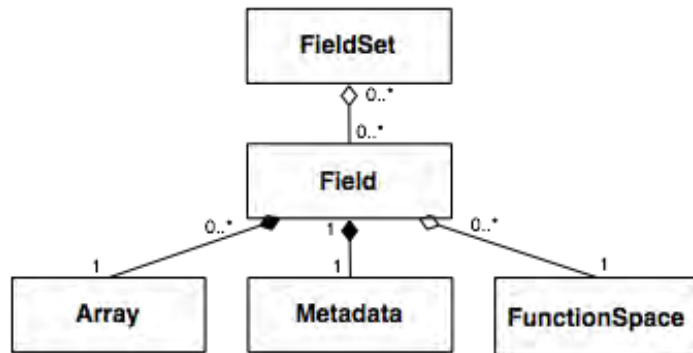 FieldSet
0..*
0..*
Field
0..*
1
0..*
1
1
1
Array
Metadata
FunctionSpace